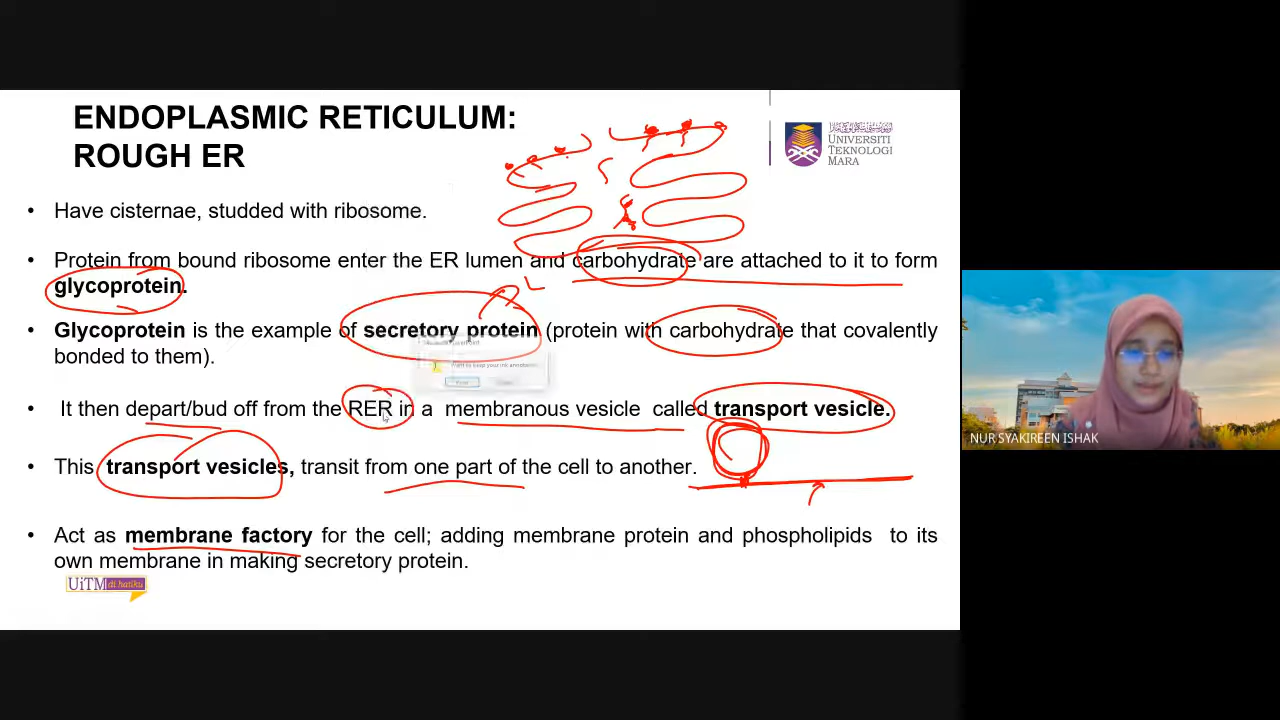 ENDOPLASMIC RETICULUM:
ROUGH ER
UNIVERSITI
TEKNOLOGI
MARA
• Have cisternae, studded with ribosome.
• Protein from bound ribosome enter the ER lumen and carbohydrate are attached to it to form
glycoprotein.
• Glycoprotein is the example of secretory protein (protein with carbohydrate that covalently
bonded to them).
• It then depart/bud off from the RER in a membranous vesicle called transport vesicle.
• This transport vesicles, transit from one part of the cell to another.
• Act as membrane factory for the cell; adding membrane protein and phospholipids to its
own membrane in making secretory protein.
UiTM di hatiku
NUR SYAKIREEN ISHAK